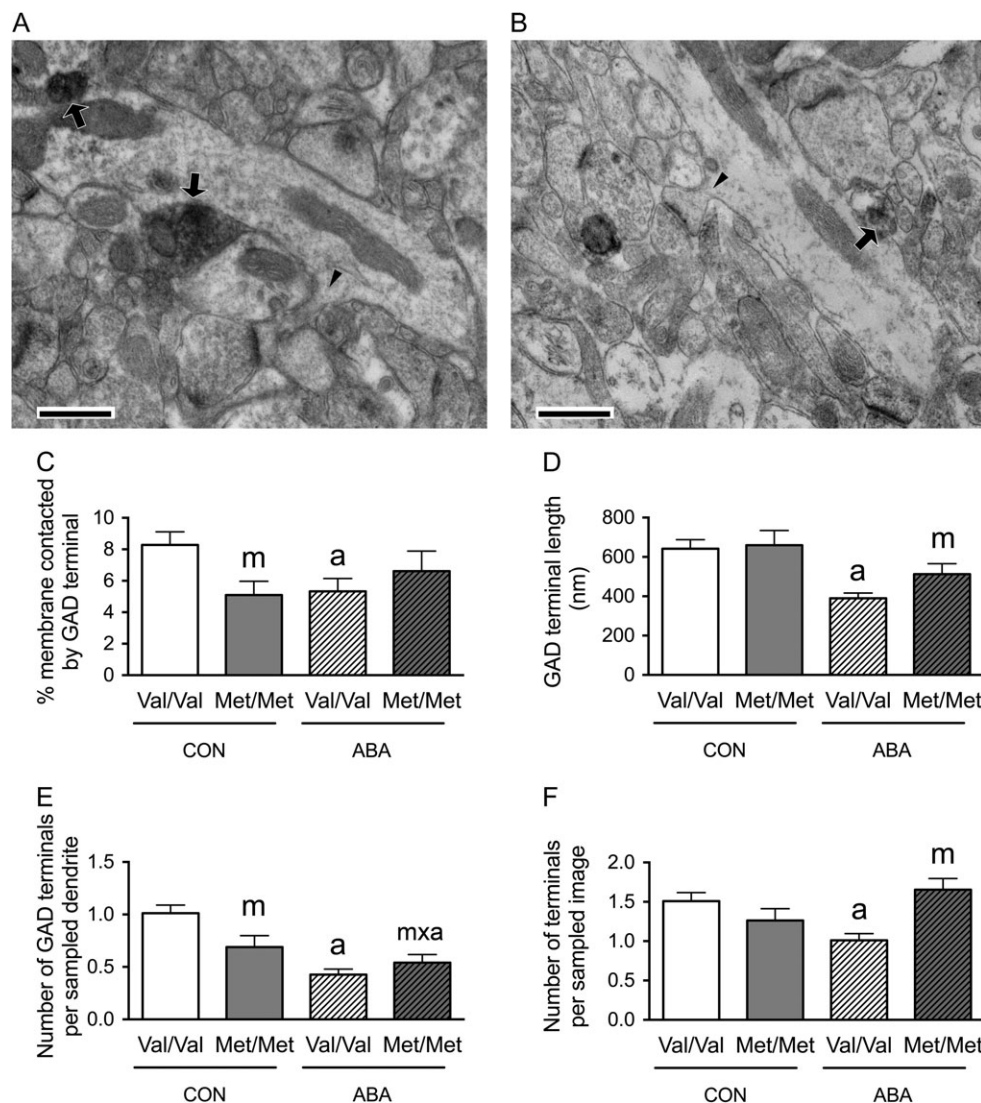 A
B
C
% membrane contacted
by GAD terminal
10
8
6
4
2
0
m
a
Val/Val Met/Met Val/Val Met/Met
CON ABA
D
GAD terminal length
(nm)
800
600
400
200
0
a
m
Val/Val Met/Met Val/Val Met/Met
CON ABA
E
Number of GAD terminals
per sampled dendrite
1.5
1.0
0.5
0.0
m
a
mxa
Val/Val Met/Met Val/Val Met/Met
CON ABA
F
Number of terminals
per sampled image
2.0
1.5
1.0
0.5
0.0
a
m
Val/Val Met/Met Val/Val Met/Met
CON ABA